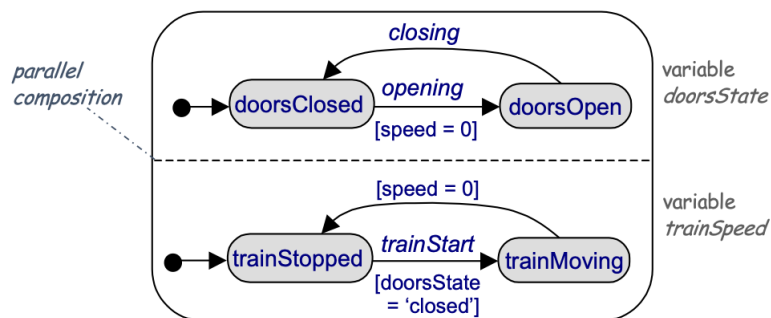 closing
parallel
composition
doorsClosed
opening
doorsOpen
[speed = 0]
variable
doorsState
[speed = 0]
trainStopped
trainStart
trainMoving
[doorsState
= ‘closed’]
variable
trainSpeed